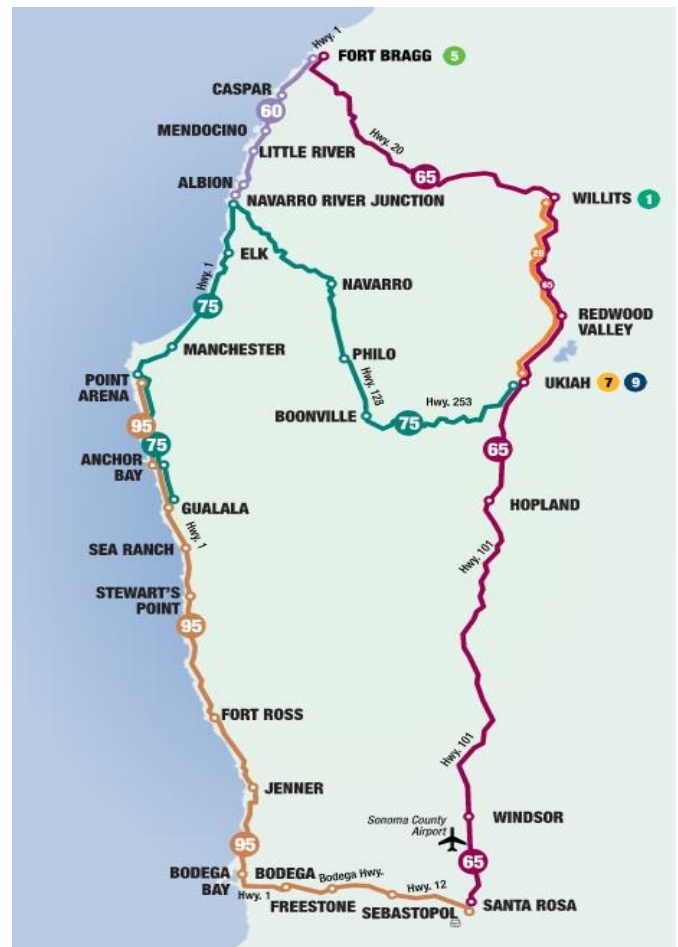 Hwy. 1
FORT BRAGG 5
CASPAR
60
MENDOCINO
Hwy. 20
LITTLE RIVER
65
ALBION
WILLITS 1
NAVARRO RIVER JUNCTION
ELK
20
Hwy. 1
NAVARRO
65
75
REDWOOD
VALLEY
MANCHESTER
PHILO
POINT
ARENA
Hwy. 128
UKIAH 7 9
Hwy. 253
BOONVILLE
75
95
75
65
ANCHOR
BAY
GUALALA
HOPLAND
Hwy. 1
SEA RANCH
Hwy. 101
STEWART'S
POINT
95
FORT ROSS
Hwy. 101
JENNER
Sonoma County
Airport
WINDSOR
95
65
BODEGA
BAY
BODEGA
Bodega Hwy.
Hwy. 1
Hwy. 12
FREESTONE
SEBASTOPOL
SANTA ROSA